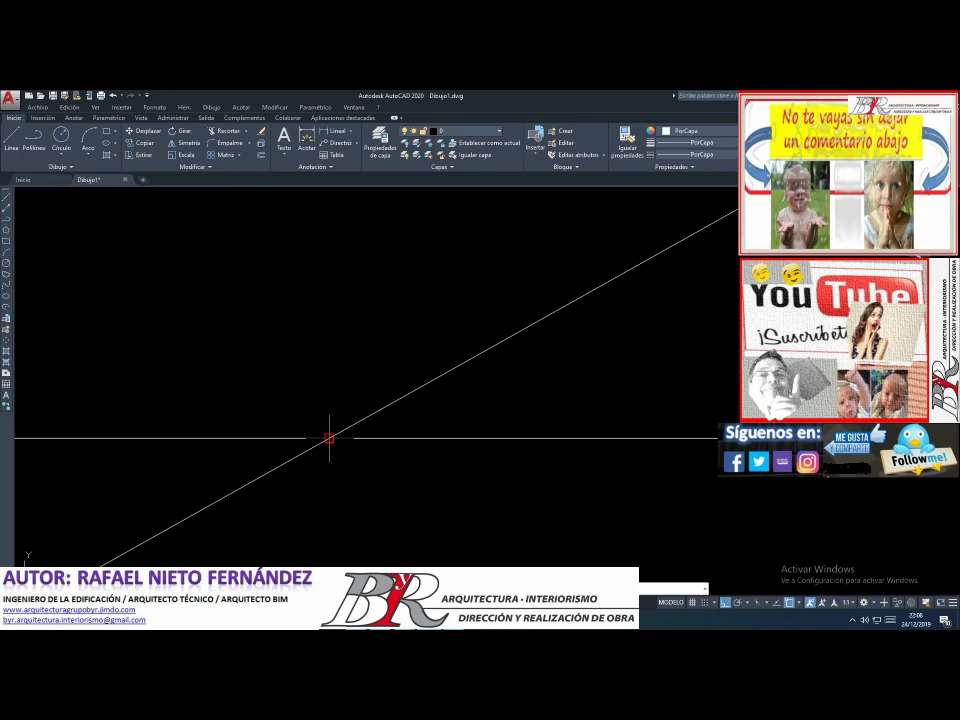 Autodesk AutoCAD 2020 Dibujo1.dwg
Archivo Edición Ver Insertar Formato Herr. Dibujo Acotar Modificar Paramétrico Ventana ?
Inicio Inserción Anotar Paramétrico Vista Administrar Salida Complementos Colaborar Aplicaciones destacadas
Línea Polilínea Círculo Arco
Desplazar Girar Recortar
Copiar Simetría Empalme
Estirar Escala Matriz
Texto Acotar
Lineal
Directriz
Tabla
Propiedades de capa
0
Establecer como actual
Igualar capa
Insertar
Crear
Editar
Editar atributos
Igualar propiedades
PorCapa
PorCapa
PorCapa
Dibujo Modificar Anotación Capas Bloque Propiedades
Inicio Dibujo1*
Y
No te vayas sin dejar
un comentario abajo
ByR
You Tube
¡Suscríbete
ARQUITECTURA - INTERIORISMO
DIRECCIÓN Y REALIZACIÓN DE OBRA
ByR
Síguenos en:
ME GUSTA
Y COMPARTE
Follow me!
Activar Windows
Ve a Configuración para activar Windows.
AUTOR: RAFAEL NIETO FERNÁNDEZ
INGENIERO DE LA EDIFICACIÓN / ARQUITECTO TÉCNICO / ARQUITECTO BIM
www.arquitecturagrupobyr.jimdo.com
byr.arquitectura.interiorismo@gmail.com
ByR
ARQUITECTURA - INTERIORISMO
DIRECCIÓN Y REALIZACIÓN DE OBRA
MODELO 1:1
22:08
24/12/2019